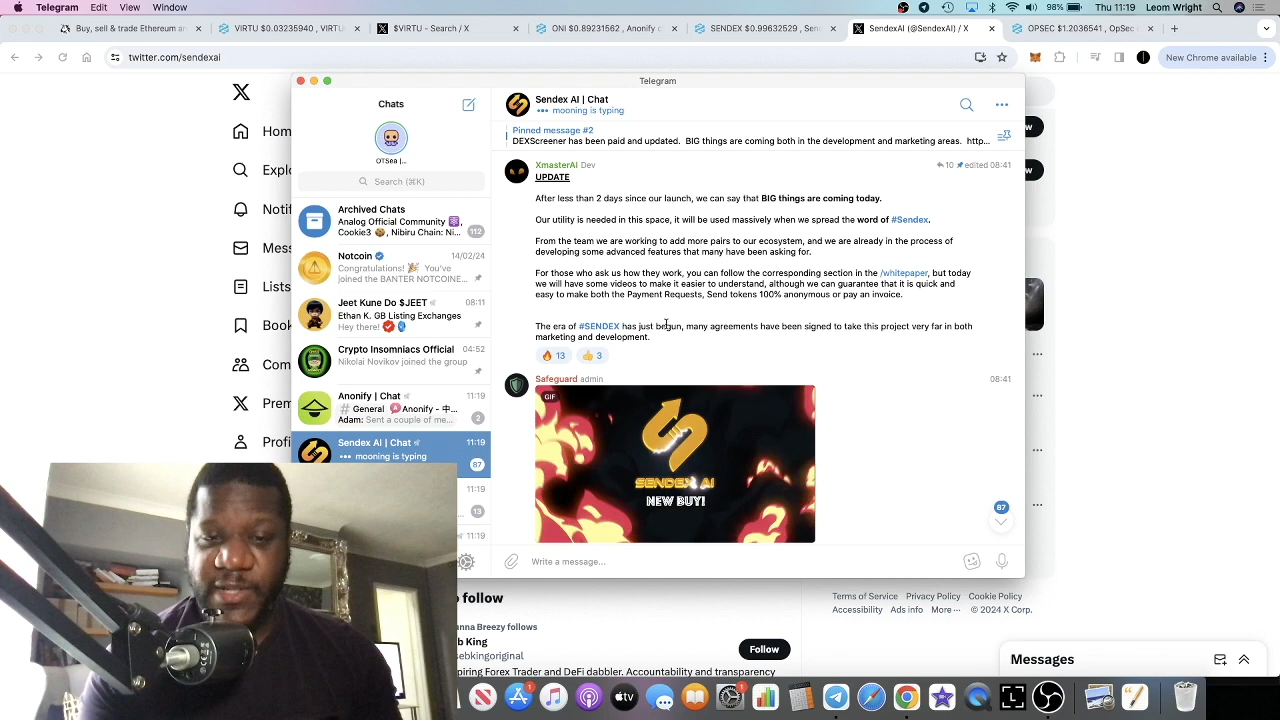 Telegram Edit View Window 98% Thu 11:19 Leom Wright
Buy, sell & trade Ethereum an
VIRTU $0.03235940 , VIRTU/
$VIRTU - Search / X
ONI $0.89231562 , Anonify c
SENDEX $0.99632529 , Sen
SendexAI (@SendexAI) / X
OPSEC $1.2036541 , OpSec
twitter.com/sendexai
New Chrome available
Telegram
Chats
OTSea |...
Search (⌘K)
Archived Chats
Analog Official Community
Cookie3 , Nibiru Chain: Ni...
112
Notcoin 14/02/24
Congratulations! 🎉 You've
joined the BANTER NOTCOINE...
Jeet Kune Do $JEET 08:11
Ethan K. GB Listing Exchanges
Hey there!
Crypto Insomniacs Official 04:52
Nikolai Novikov joined the group
Anonify | Chat 11:19
# General Anonify - 中...
Adam: Sent a couple of me...
2
Sendex AI | Chat 11:19
mooning is typing
87
11:19
13
11:19
Sendex AI | Chat
mooning is typing
Pinned message #2
DEXScreener has been paid and updated. BIG things are coming both in the development and marketing areas. http...
XmasterAI Dev 10 edited 08:41
UPDATE
After less than 2 days since our launch, we can say that BIG things are coming today.
Our utility is needed in this space, it will be used massively when we spread the word of #Sendex.
From the team we are working to add more pairs to our ecosystem, and we are already in the process of
developing some advanced features that many have been asking for.
For those who ask us how they work, you can follow the corresponding section in the /whitepaper, but today
we will have some videos to make it easier to understand, although we can guarantee that it is quick and
easy to make both the Payment Requests, Send tokens 100% anonymous or pay an invoice.
The era of #SENDEX has just begun, many agreements have been signed to take this project very far in both
marketing and development.
🔥 13 👍 3
Safeguard admin 08:41
GIF
SENDEX AI
NEW BUY!
87
Write a message...
Hom
Explo
Notif
Mess
Lists
Book
Com
Prem
Profi
w
w
o follow
unna Breezy follows
b King
sebkingoriginal
Follow
piring Forex Trader and DeFi dabbler. Accountability and transparency
Terms of Service Privacy Policy Cookie Policy
Accessibility Ads info More ··· © 2024 X Corp.
Messages
tv
L